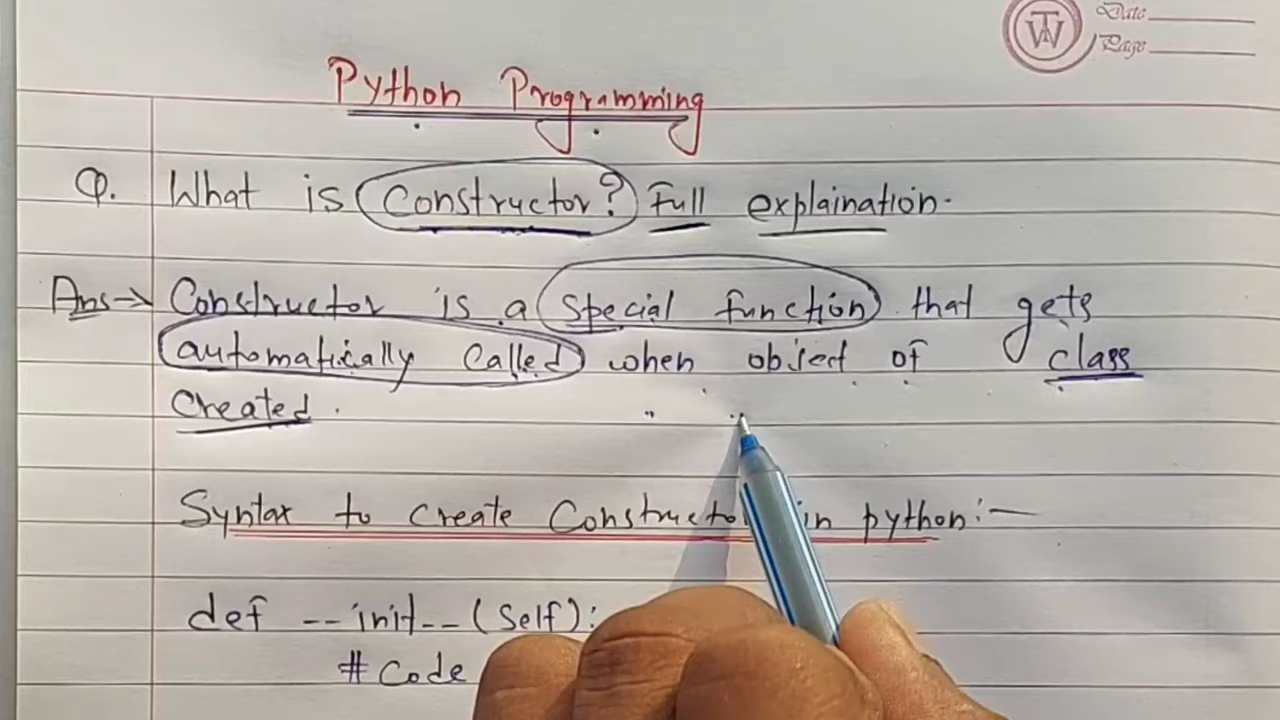 Date
Page
Python Programming
Q. What is Constructor? Full explaination.
Ans→ Constructor is a special function that gets
automatically called when object of class
Created.
Syntax to create Constructor in python:—
def --init--(self):
# Code